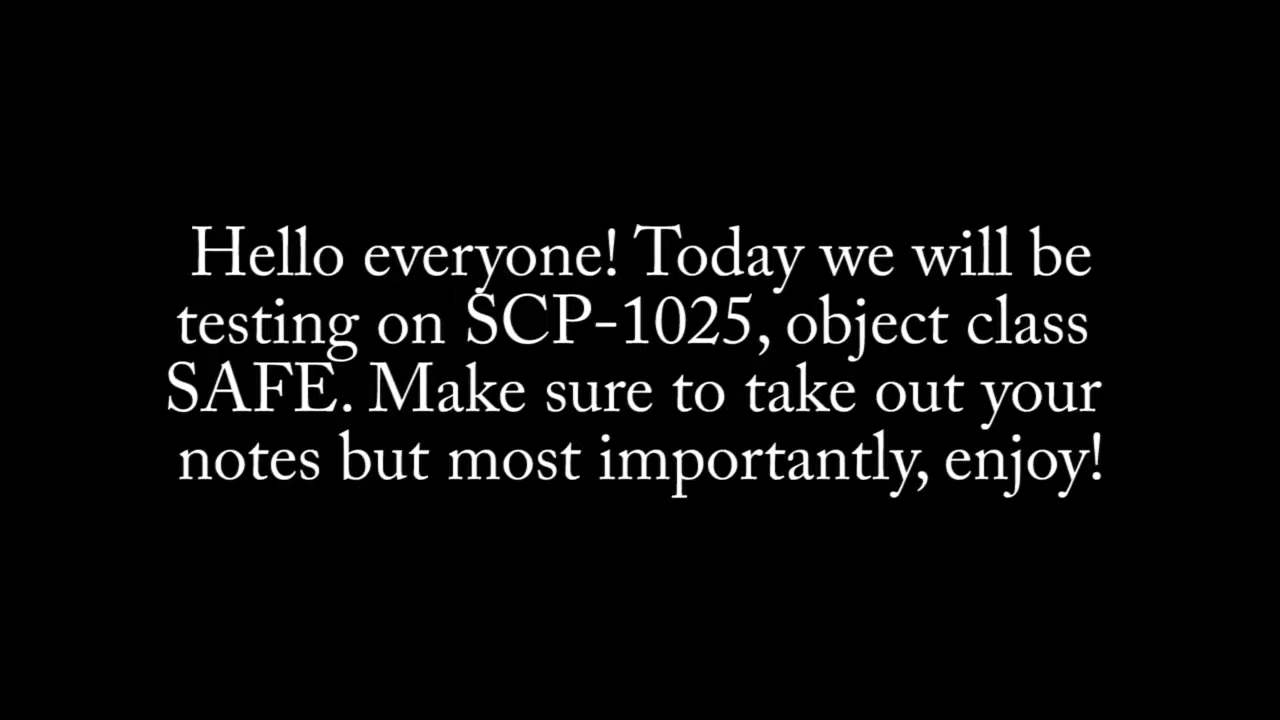 Hello everyone! Today we will be
testing on SCP-1025, object class
SAFE. Make sure to take out your
notes but most importantly, enjoy!